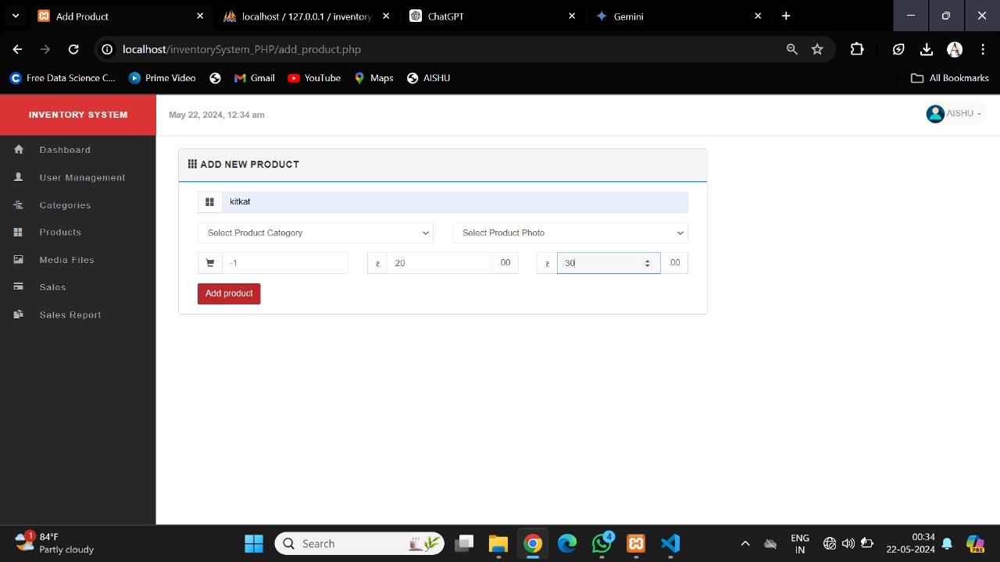 Add Product
localhost / 127.0.0.1 / inventory
ChatGPT
Gemini
localhost/inventorySystem_PHP/add_product.php
Free Data Science C...
Prime Video
Gmail
YouTube
Maps
AISHU
All Bookmarks
INVENTORY SYSTEM
May 22, 2024, 12:34 am
AISHU
Dashboard
User Management
Categories
Products
Media Files
Sales
Sales Report
ADD NEW PRODUCT
kitkat
Select Product Category
Select Product Photo
-1
₹ 20 .00
₹ 30 .00
Add product
1
84°F
Partly cloudy
Search
4
ENG
IN
00:34
22-05-2024
PRE